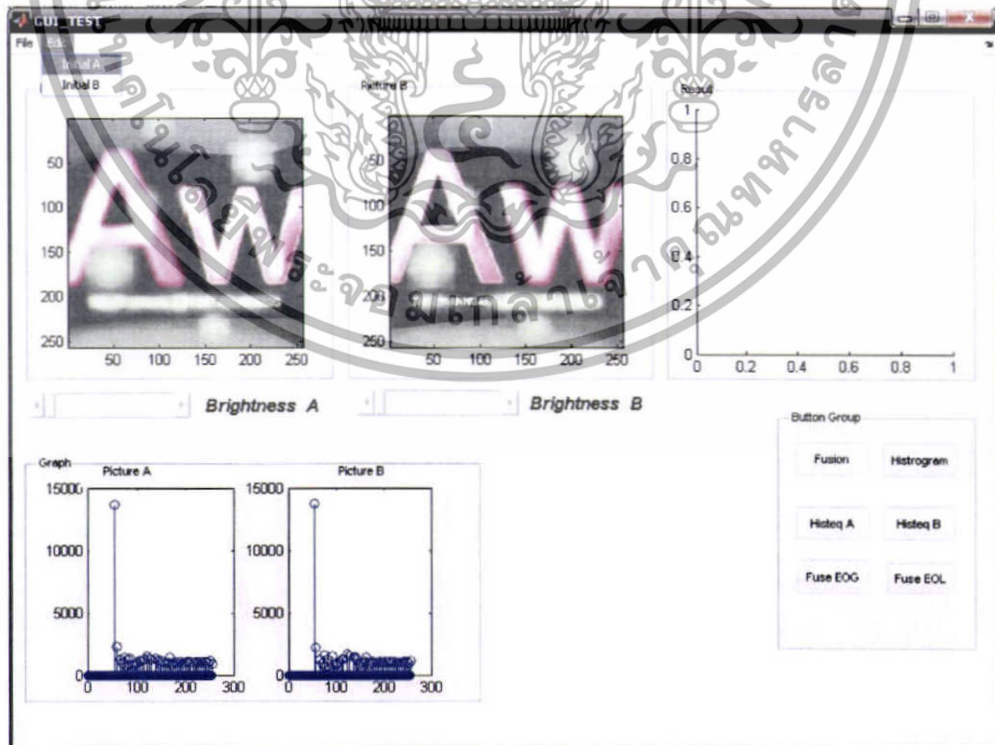 GUI_TEST
File Edit
Initial A
Initial B
Picture B
Result
50
100
150
200
250
50 100 150 200 250
AW
50
100
150
200
250
50 100 150 200 250
AW
1
0.8
0.6
0.4
0.2
0
0 0.2 0.4 0.6 0.8 1
Brightness A
Brightness B
Graph
Picture A
Picture B
15000
10000
5000
0
0 100 200 300
15000
10000
5000
0
0 100 200 300
Button Group
Fusion Histrogram
Histeq A Histeq B
Fuse EOG Fuse EOL